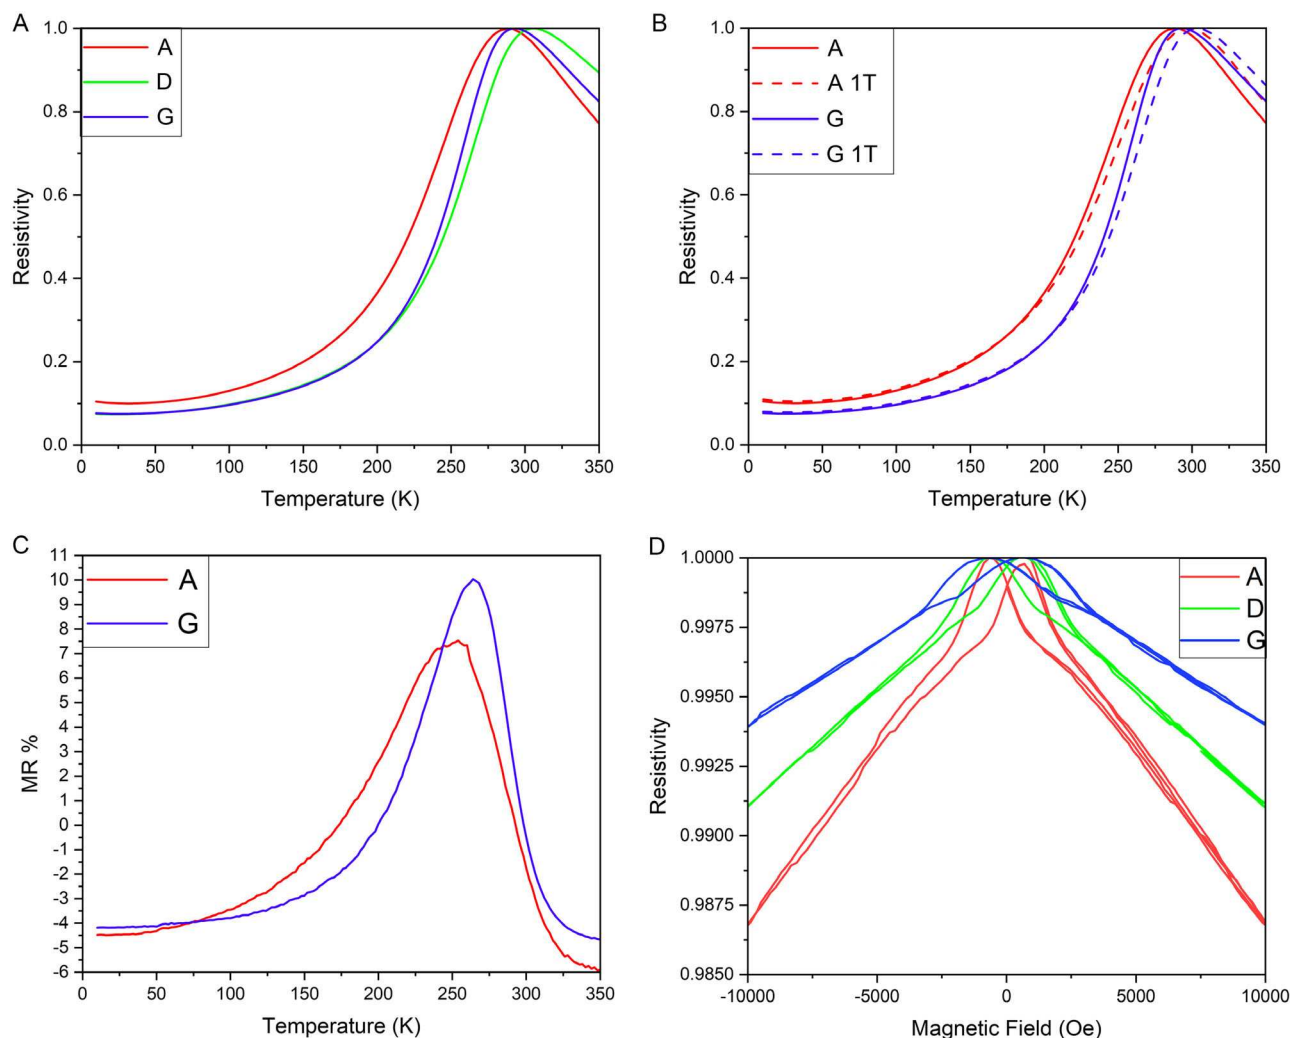 A
A
D
G
1.0
0.8
0.6
0.4
0.2
0.0
Resistivity
0 50 100 150 200 250 300 350
Temperature (K)
B
A
A 1T
G
G 1T
1.0
0.8
0.6
0.4
0.2
0.0
Resistivity
0 50 100 150 200 250 300 350
Temperature (K)
C
A
G
11
10
9
8
7
6
5
4
3
2
1
0
-1
-2
-3
-4
-5
-6
MR %
0 50 100 150 200 250 300 350
Temperature (K)
D
A
D
G
1.0000
0.9975
0.9950
0.9925
0.9900
0.9875
0.9850
Resistivity
-10000 -5000 0 5000 10000
Magnetic Field (Oe)